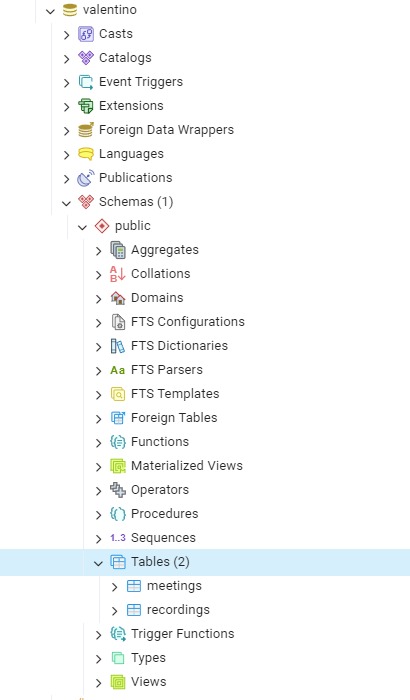 valentino
Casts
Catalogs
Event Triggers
Extensions
Foreign Data Wrappers
Languages
Publications
Schemas (1)
public
Aggregates
Collations
Domains
FTS Configurations
FTS Dictionaries
Aa FTS Parsers
FTS Templates
Foreign Tables
Functions
Materialized Views
Operators
Procedures
1..3 Sequences
Tables (2)
meetings
recordings
Trigger Functions
Types
Views